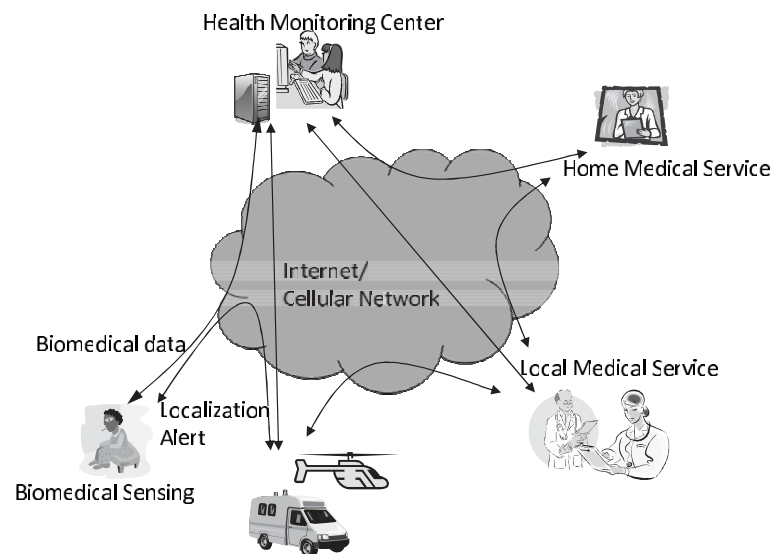 Health Monitoring Center
Home Medical Service
Internet/
Cellular Network
Biomedical data
Local Medical Service
Localization
Alert
Biomedical Sensing